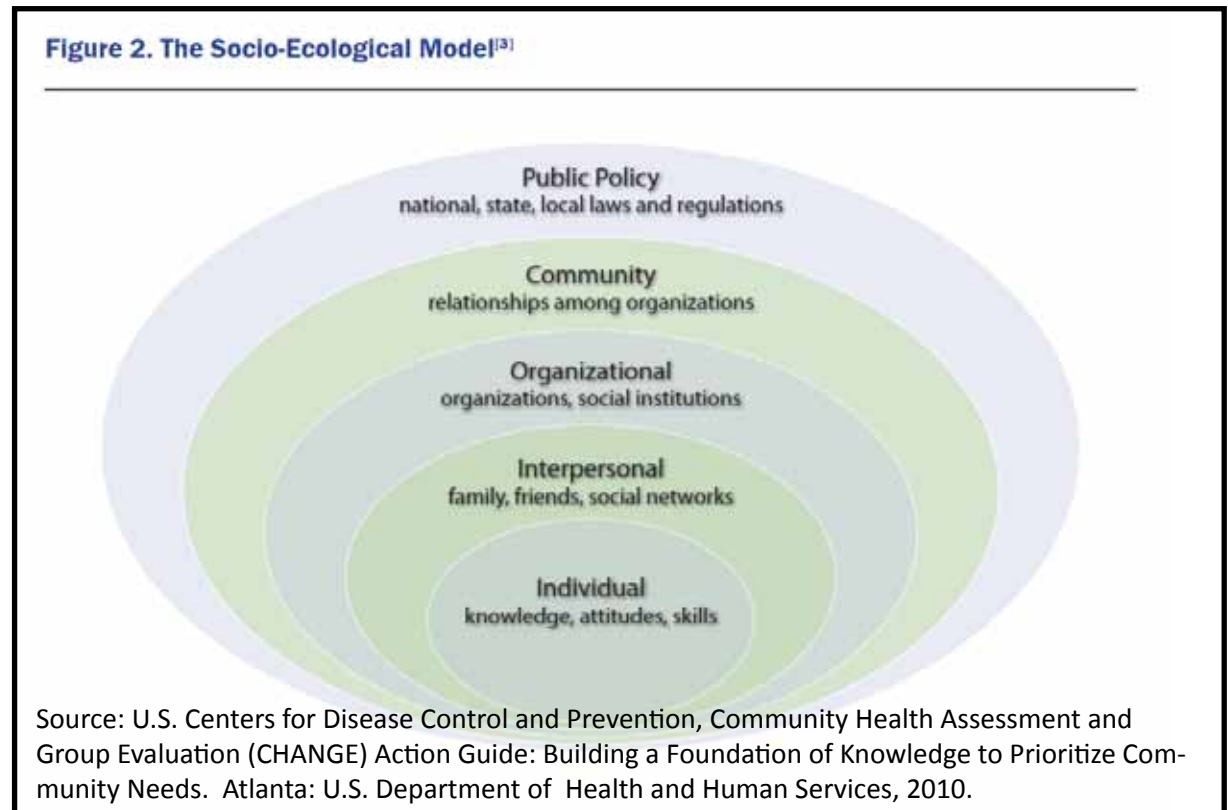 Figure 2. The Socio-Ecological Model[3]
Public Policy
national, state, local laws and regulations
Community
relationships among organizations
Organizational
organizations, social institutions
Interpersonal
family, friends, social networks
Individual
knowledge, attitudes, skills
Source: U.S. Centers for Disease Control and Prevention, Community Health Assessment and
Group Evaluation (CHANGE) Action Guide: Building a Foundation of Knowledge to Prioritize Com-
munity Needs.  Atlanta: U.S. Department of  Health and Human Services, 2010.